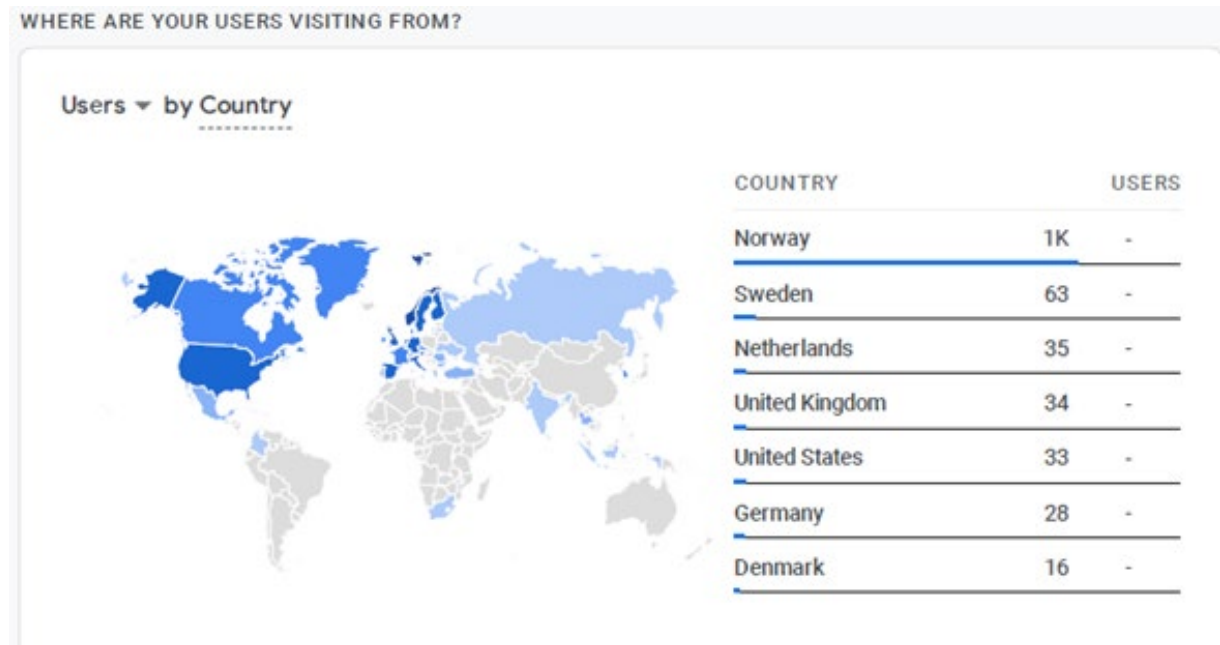 WHERE ARE YOUR USERS VISITING FROM?
Users by Country
COUNTRY USERS
Norway 1K -
Sweden 63 -
Netherlands 35 -
United Kingdom 34 -
United States 33 -
Germany 28 -
Denmark 16 -